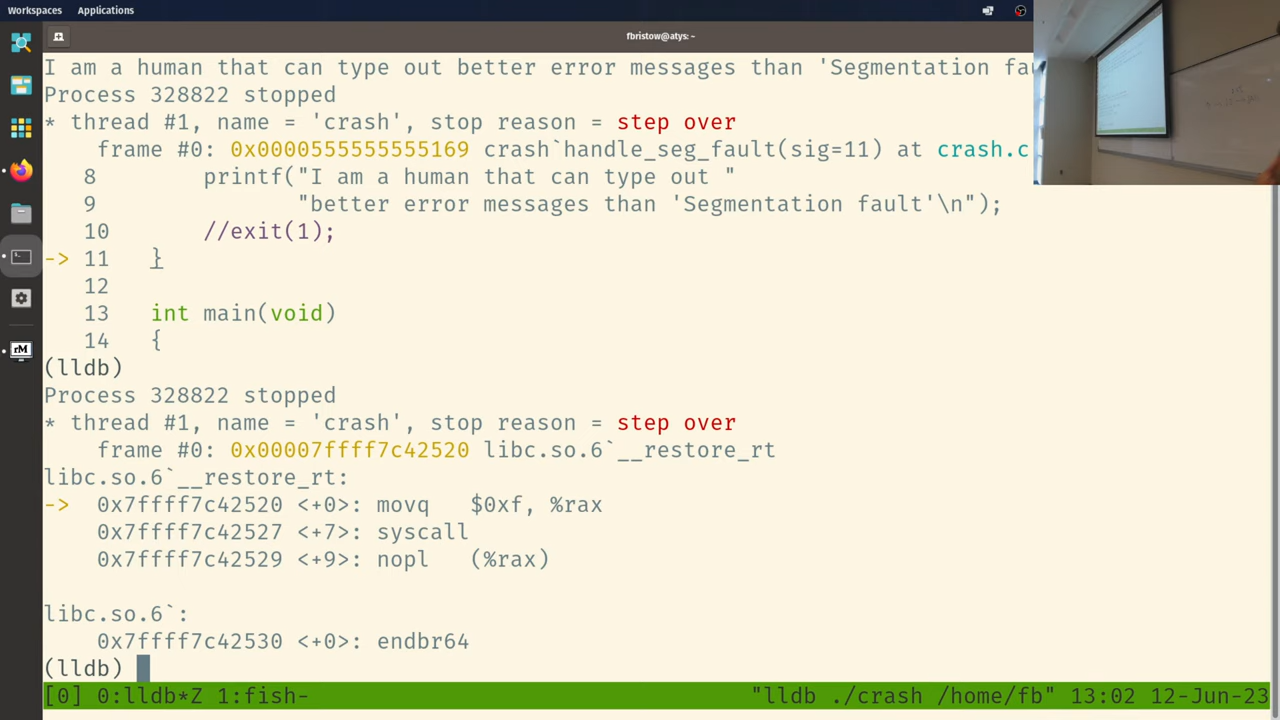 Workspaces Applications
fbristow@atys: ~
I am a human that can type out better error messages than 'Segmentation fau
Process 328822 stopped
* thread #1, name = 'crash', stop reason = step over
frame #0: 0x0000555555555169 crash`handle_seg_fault(sig=11) at crash.c
8 printf("I am a human that can type out "
9 "better error messages than 'Segmentation fault'\n");
10 //exit(1);
-> 11 }
12
13 int main(void)
14 {
(lldb)
Process 328822 stopped
* thread #1, name = 'crash', stop reason = step over
frame #0: 0x00007ffff7c42520 libc.so.6`__restore_rt
libc.so.6`__restore_rt:
-> 0x7ffff7c42520 <+0>: movq $0xf, %rax
0x7ffff7c42527 <+7>: syscall
0x7ffff7c42529 <+9>: nopl (%rax)
libc.so.6`:
0x7ffff7c42530 <+0>: endbr64
(lldb)
[0] 0:lldb*Z 1:fish- "lldb ./crash /home/fb" 13:02 12-Jun-23
rM